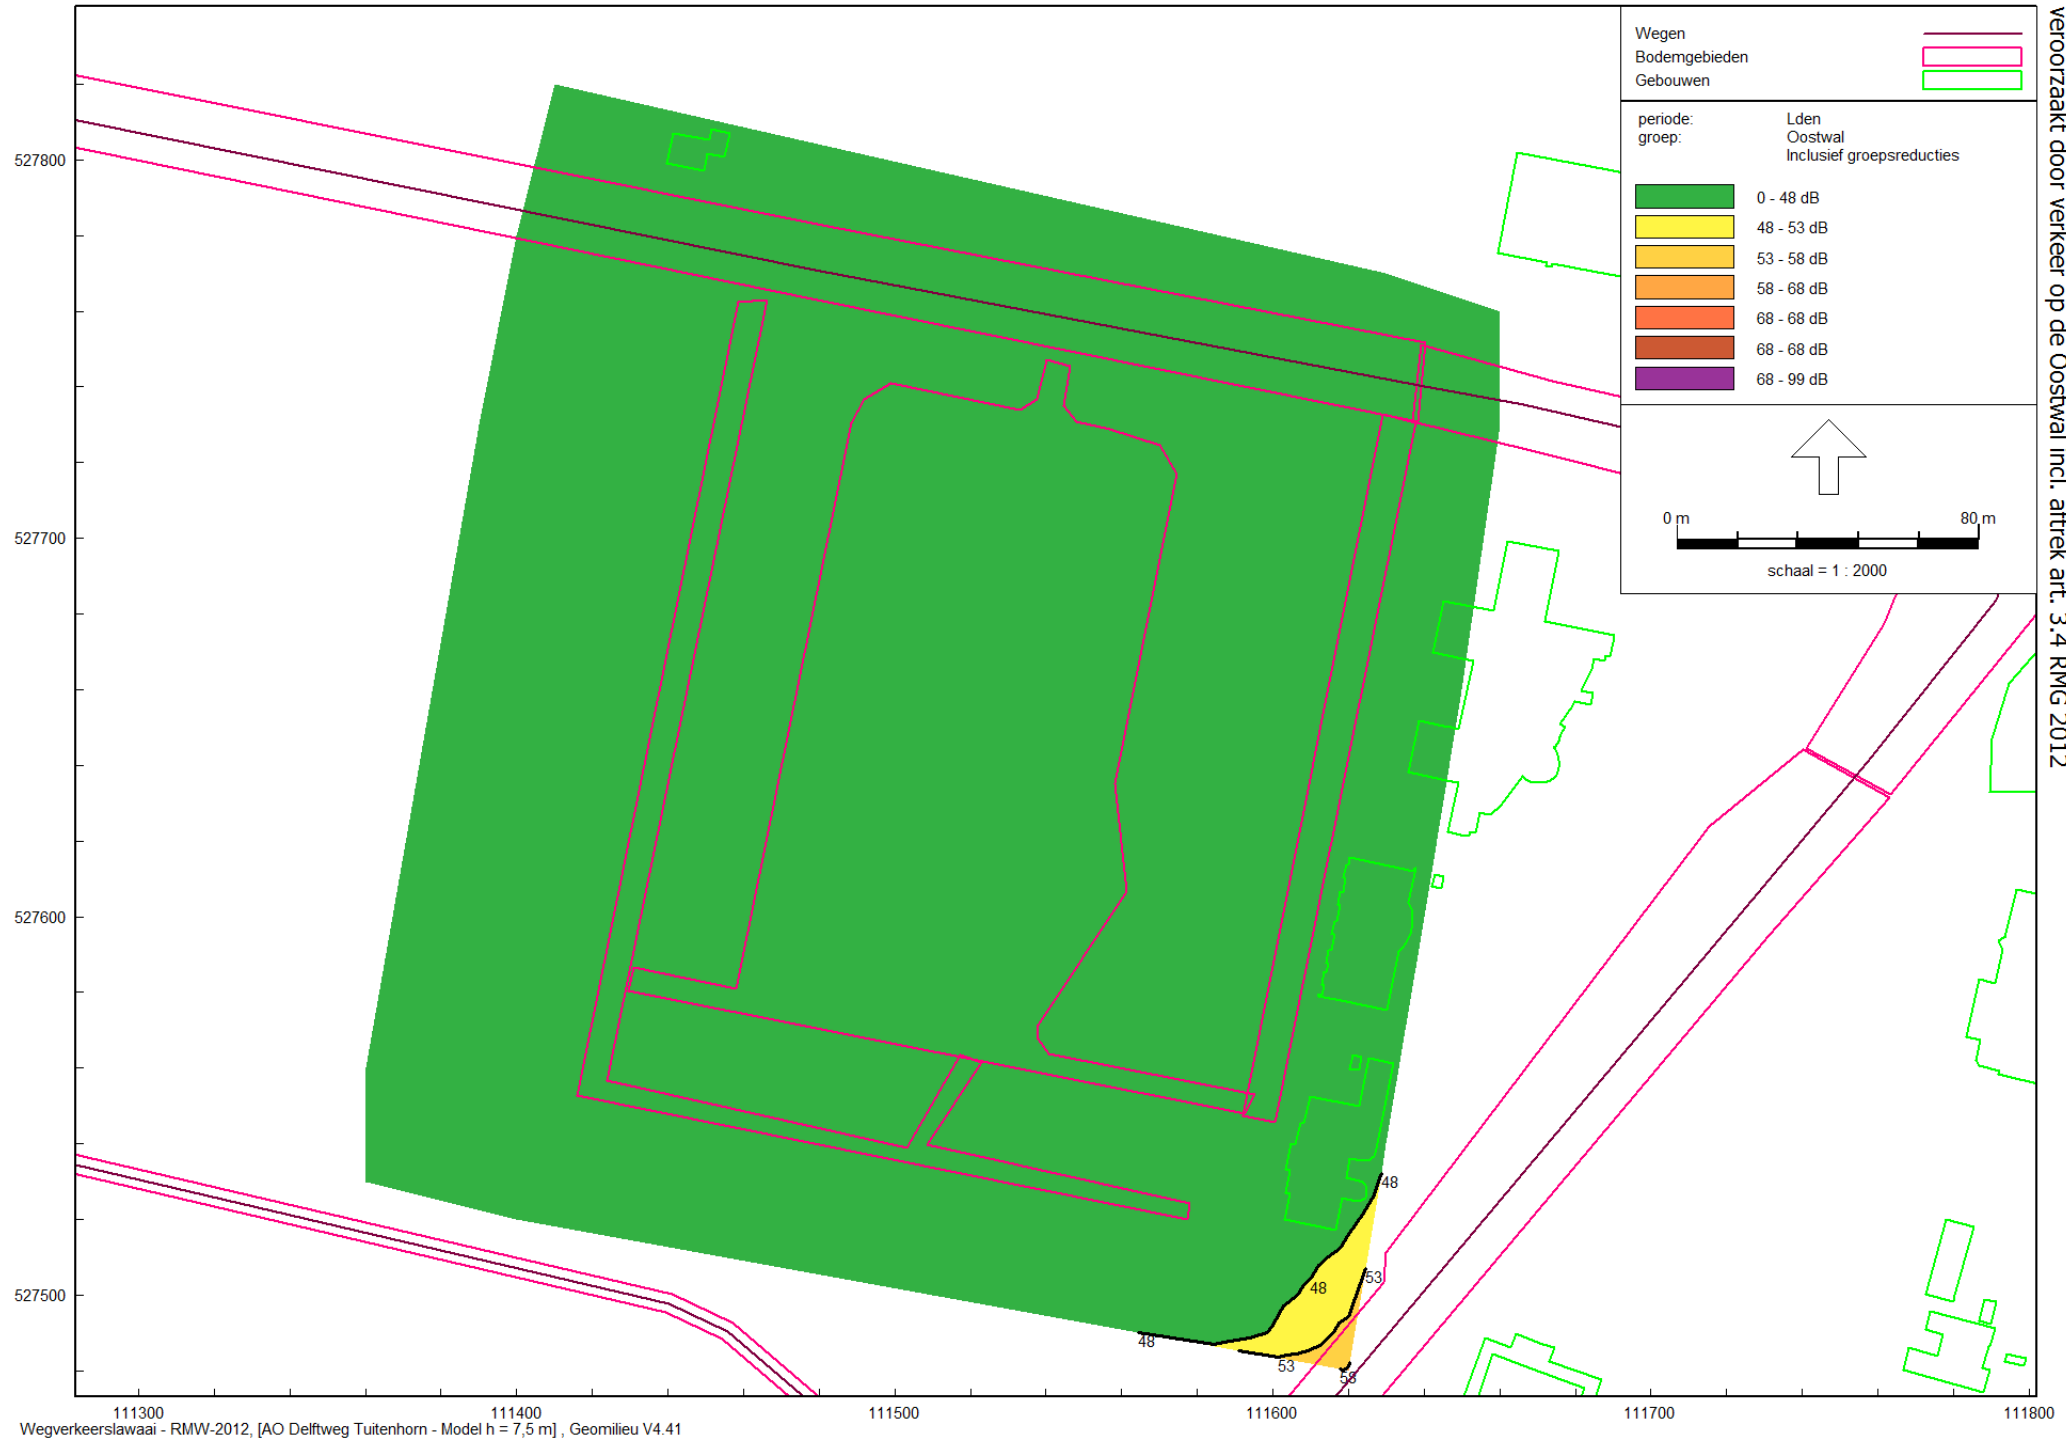 Wegen
Bodemgebieden
Gebouwen
periode: Lden
groep: Oostwal
Inclusief groepsreducties
0 - 48 dB
48 - 53 dB
53 - 58 dB
58 - 68 dB
68 - 68 dB
68 - 68 dB
68 - 99 dB
0 m 80 m
schaal = 1 : 2000
veroorzaakt door verkeer op de Oostwal incl. aftrek art. 3.4 RMG 2012
527800
527700
527600
527500
48
53
48
48
53
58
111300 111400 111500 111600 111700 111800
Wegverkeerslawaai - RMW-2012, [AO Delftweg Tuitenhorn - Model h = 7,5 m] , Geomilieu V4.41